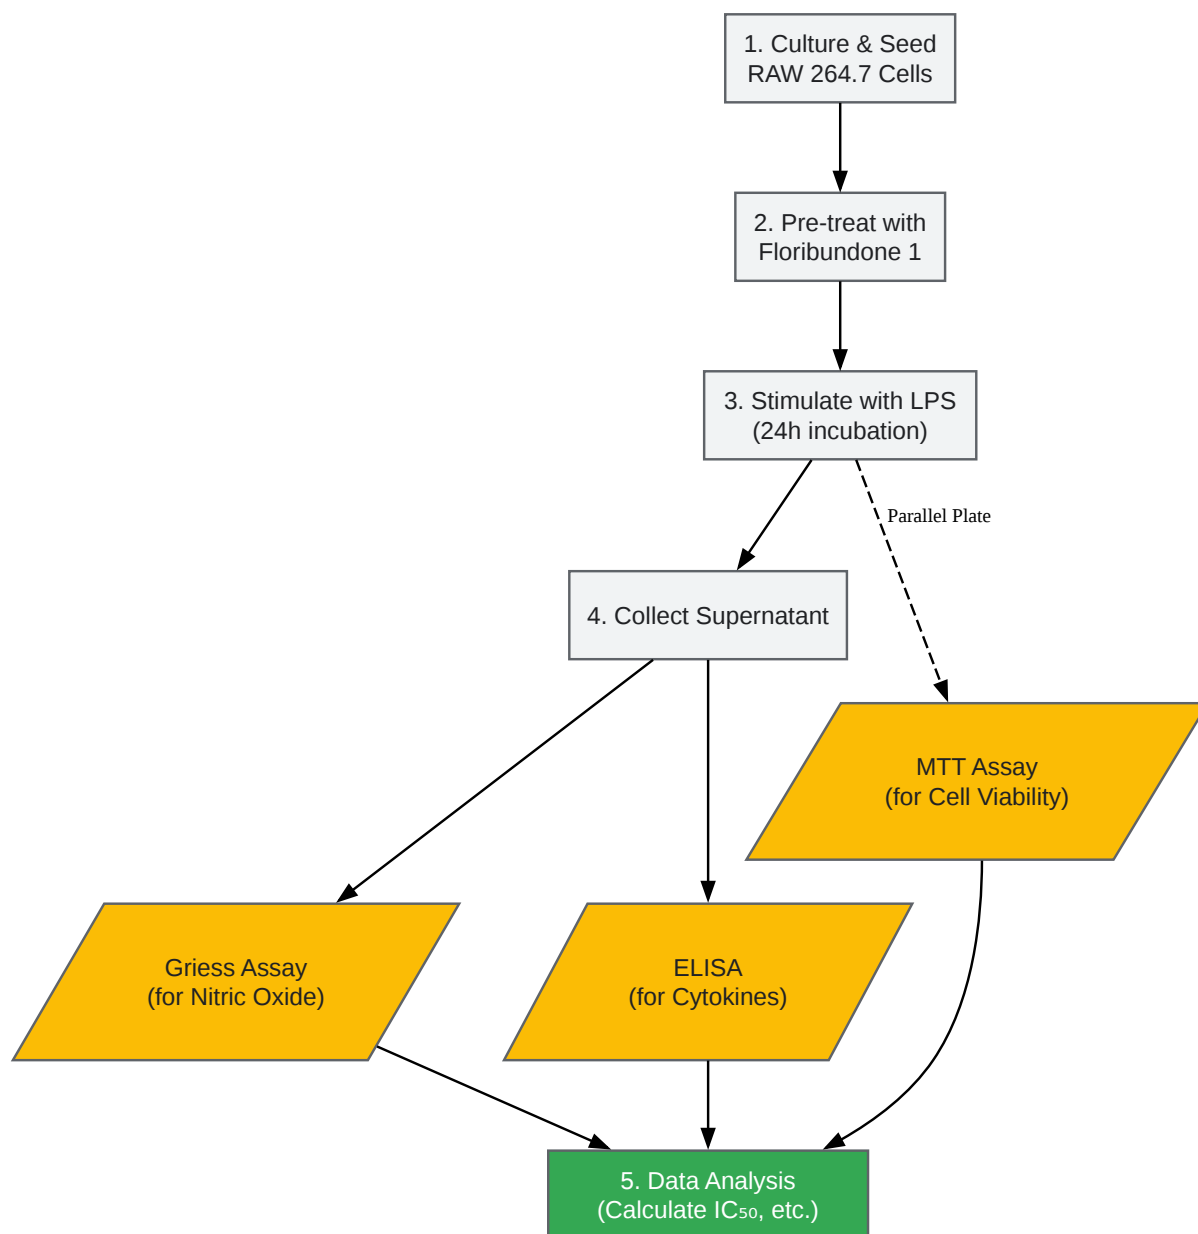 1. Culture & Seed
RAW 264.7 Cells
2. Pre-treat with
Floribundone 1
3. Stimulate with LPS
(24h incubation)
Parallel Plate
4. Collect Supernatant
MTT Assay
(for Cell Viability)
Griess Assay
(for Nitric Oxide)
ELISA
(for Cytokines)
5. Data Analysis
(Calculate IC₅₀, etc.)